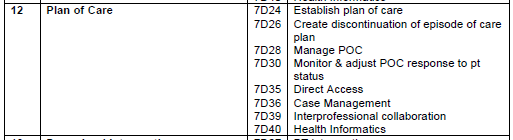 12 Plan of Care 7D24 Establish plan of care
7D26 Create discontinuation of episode of care
plan
7D28 Manage POC
7D30 Monitor & adjust POC response to pt
status
7D35 Direct Access
7D36 Case Management
7D39 Interprofessional collaboration
7D40 Health Informatics